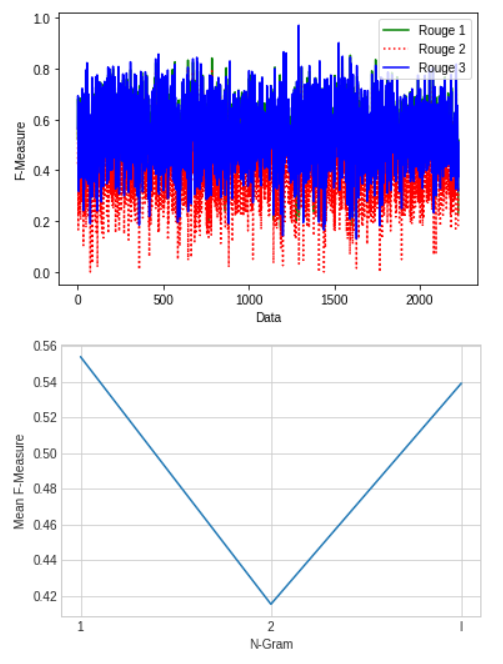 1.0
0.8
0.6
0.4
0.2
0.0
F-Measure
Rouge 1
Rouge 2
Rouge 3
0 500 1000 1500 2000
Data
0.56
0.54
0.52
0.50
0.48
0.46
0.44
0.42
Mean F-Measure
1 2 l
N-Gram